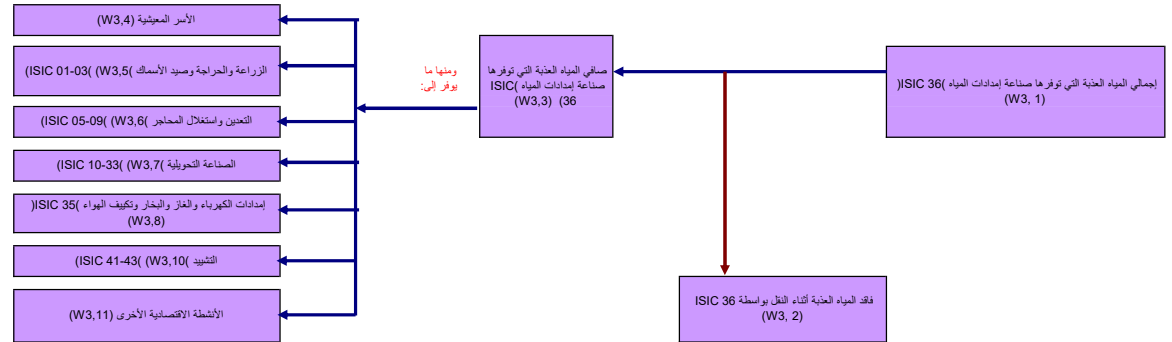 إجمالي المياه العذبة التي توفرها صناعة إمدادات المياه )ISIC 36(
(W3, 1)
صافي المياه العذبة التي توفرها
صناعة إمدادات المياه )ISIC
36) (W3,3)
ومنها ما
يوفر إلى:
الأسر المعيشية (W3,4)
الزراعة والحراجة وصيد الأسماك )W3,5) )ISIC 01-03)
التعدين واستغلال المحاجر )W3,6) )ISIC 05-09)
الصناعة التحويلية )W3,7) )ISIC 10-33)
إمدادات الكهرباء والغاز والبخار وتكييف الهواء )ISIC 35(
(W3,8)
التشييد )W3,10) )ISIC 41-43)
الأنشطة الاقتصادية الأخرى (W3,11)
فاقد المياه العذبة أثناء النقل بواسطة ISIC 36
(W3, 2)